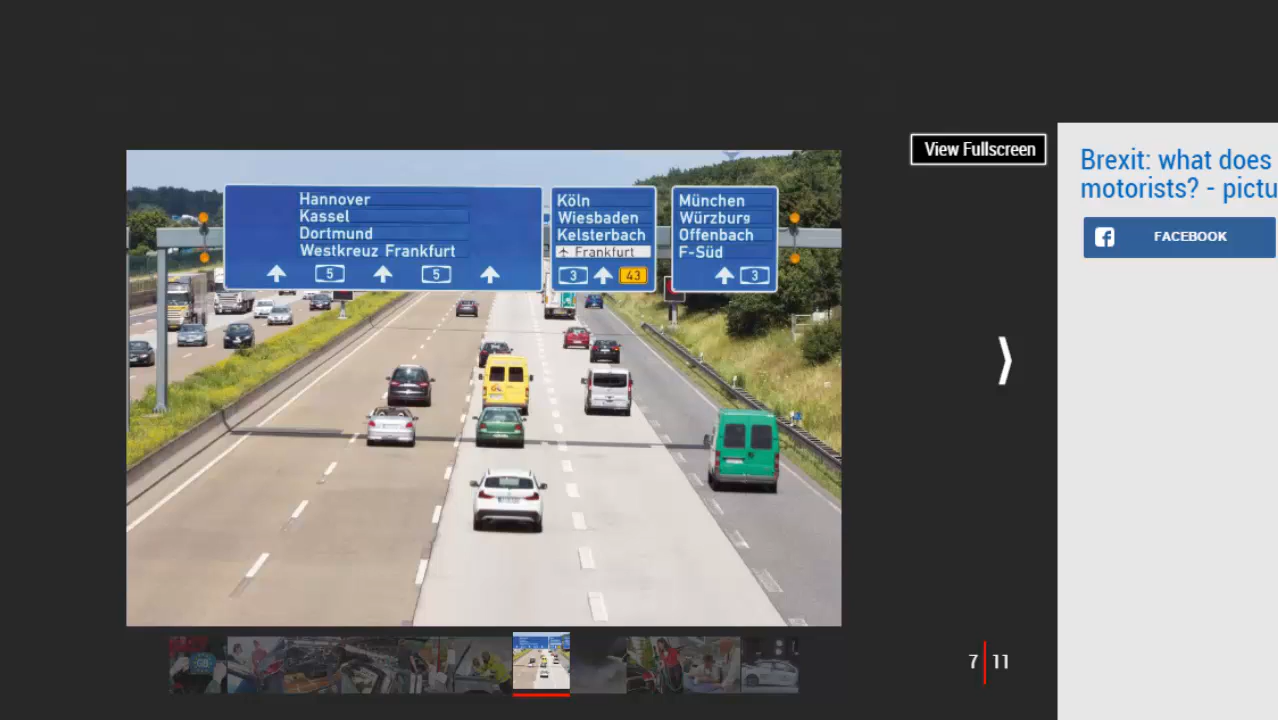 View Fullscreen
Brexit: what does
motorists? - pictu
FACEBOOK
Hannover
Kassel
Dortmund
Westkreuz Frankfurt
5 5
Köln
Wiesbaden
Kelsterbach
Frankfurt
3 43
München
Würzburg
Offenbach
F-Süd
3
7 11